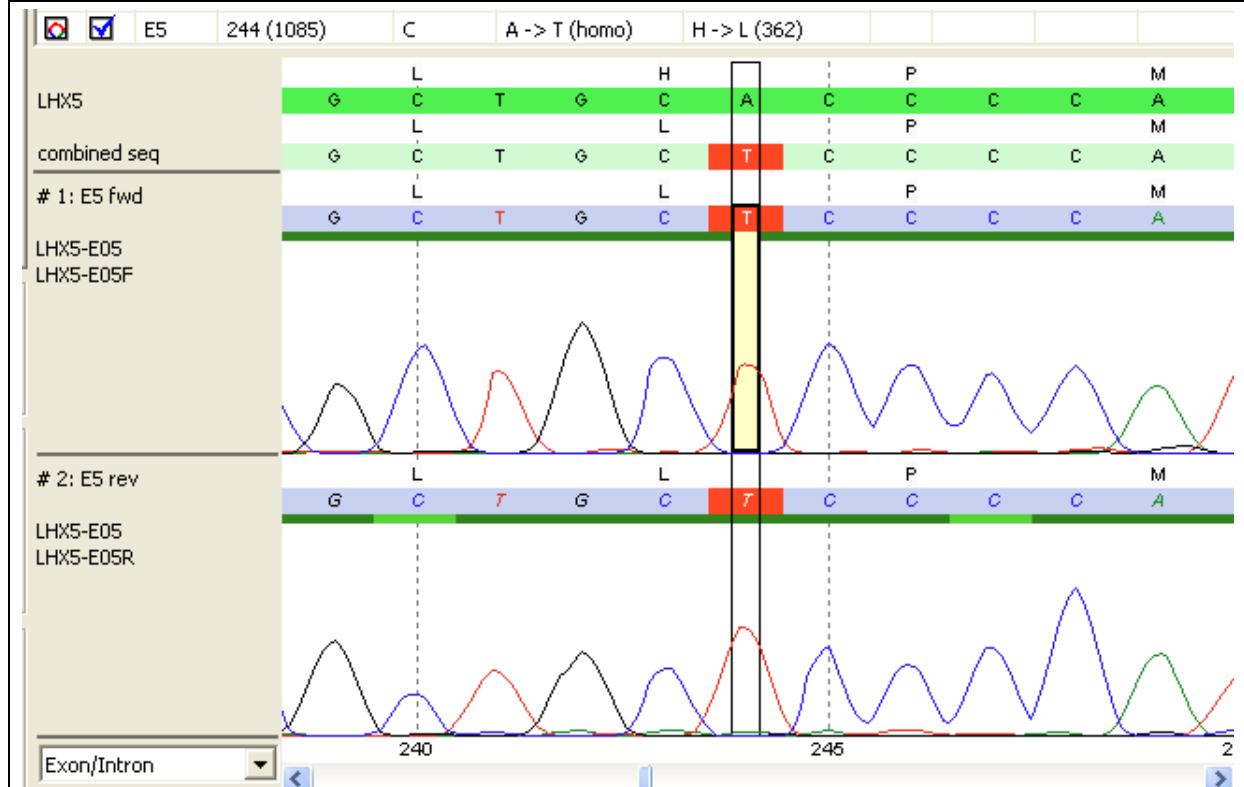 E5 244 (1085) C A -> T (homo) H -> L (362)
L H P M
LHX5 G C T G C A C C C C A
L L P M
combined seq G C T G C T C C C C A
# 1: E5 fwd L L P M
G C T G C T C C C C A
LHX5-E05
LHX5-E05F
# 2: E5 rev L L P M
G C T G C T C C C C A
LHX5-E05
LHX5-E05R
240 245 2
Exon/Intron